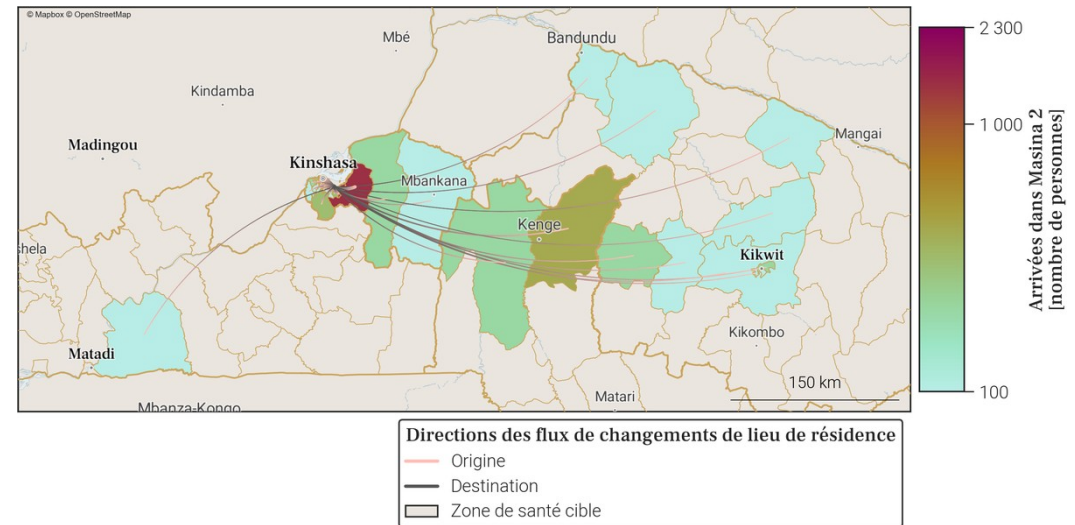 © Mapbox © OpenStreetMap
Mbé
Bandundu
Kindamba
Madingou
Mangai
Kinshasa
Mbankana
Kenge
shela
Kikwit
Kikombo
Matadi
150 km
Matari
Mbanza-Kongo
2 300
1 000
100
Arrivées dans Masina 2
[nombre de personnes]
Directions des flux de changements de lieu de résidence
Origine
Destination
Zone de santé cible